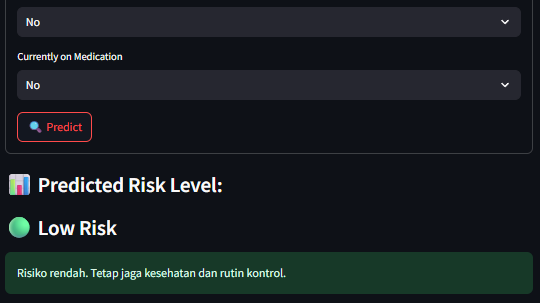 No
Currently on Medication
No
Predict
Predicted Risk Level:
Low Risk
Risiko rendah. Tetap jaga kesehatan dan rutin kontrol.